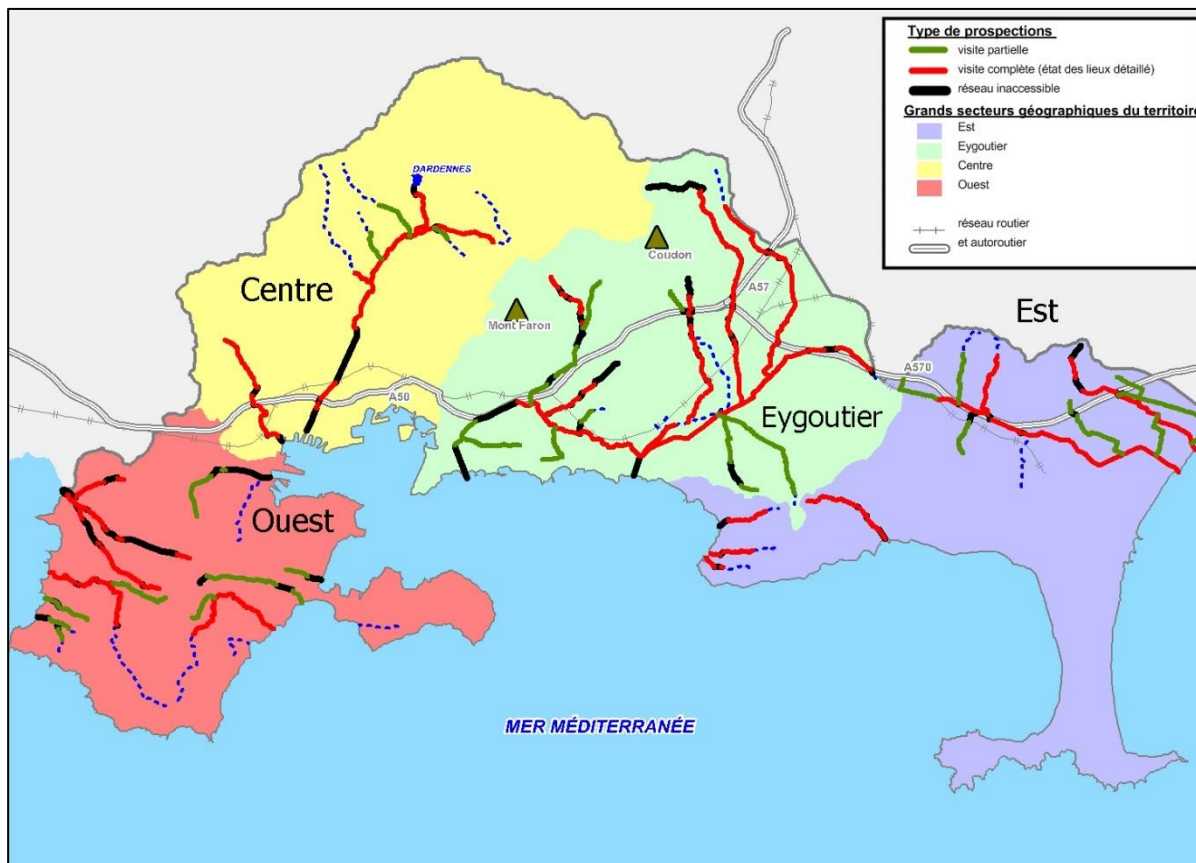 Type de prospections
visite partielle
visite complète (état des lieux détaillé)
réseau inaccessible
Grands secteurs géographiques du territoire
Est
Eygoutier
Centre
Ouest
réseau routier
et autoroutier
DARDENNES
Coudon
Centre
A57
Mont Faron
Est
A570
A50
Eygoutier
Ouest
MER MÉDITERRANÉE